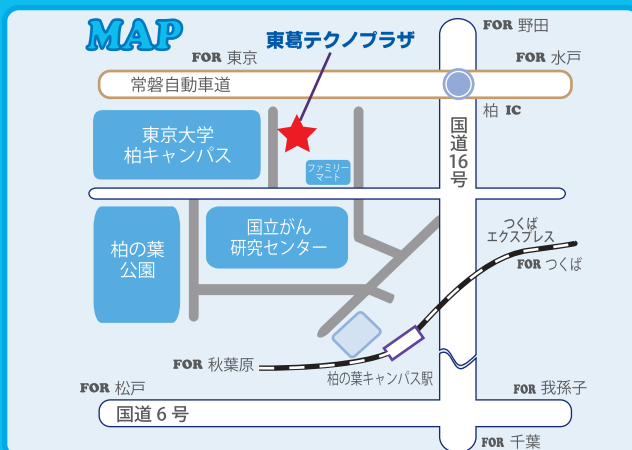 MAP
東葛テクノプラザ
FOR 野田
FOR 東京
FOR 水戸
常磐自動車道
柏 IC
東京大学
柏キャンパス
国道16号
ファミリー
マート
柏の葉
公園
国立がん
研究センター
つくば
エクスプレス
FOR つくば
FOR 秋葉原
柏の葉キャンパス駅
FOR 松戸
FOR 我孫子
国道 6 号
FOR 千葉